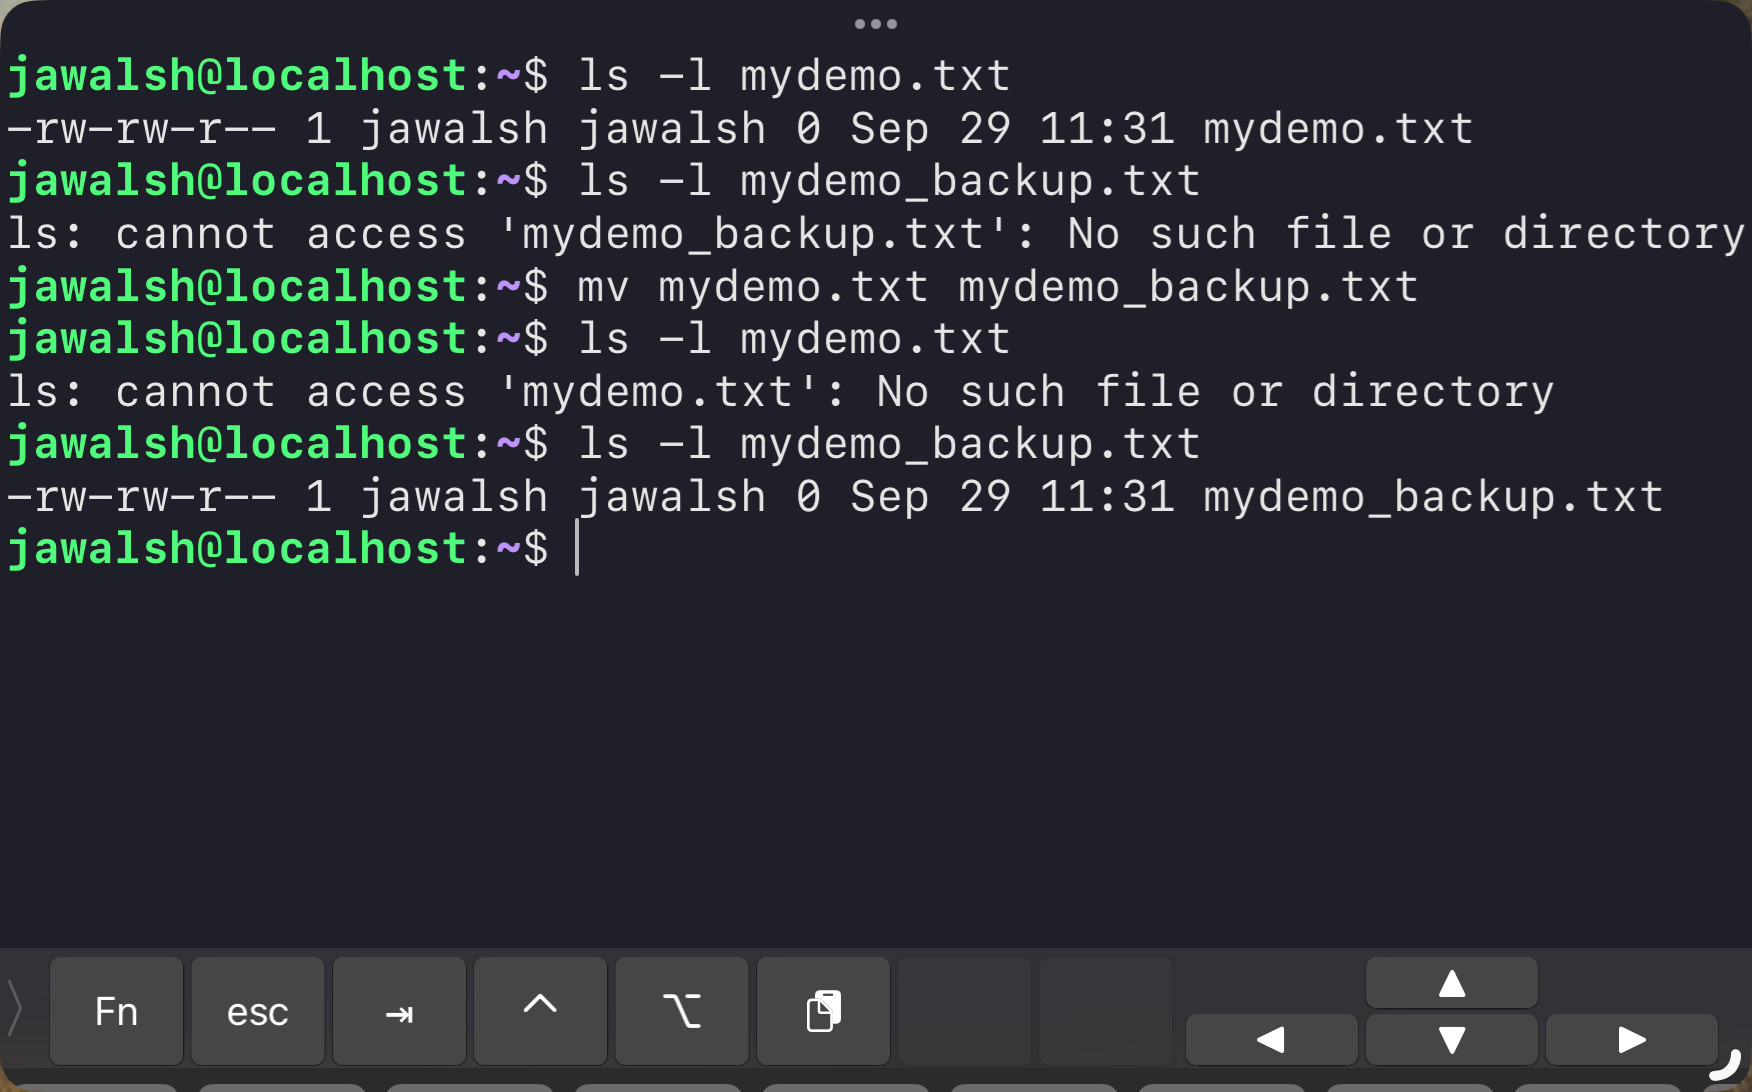 jawalsh@localhost:~$ ls -l mydemo.txt
-rw-rw-r-- 1 jawalsh jawalsh 0 Sep 29 11:31 mydemo.txt
jawalsh@localhost:~$ ls -l mydemo_backup.txt
ls: cannot access 'mydemo_backup.txt': No such file or directory
jawalsh@localhost:~$ mv mydemo.txt mydemo_backup.txt
jawalsh@localhost:~$ ls -l mydemo.txt
ls: cannot access 'mydemo.txt': No such file or directory
jawalsh@localhost:~$ ls -l mydemo_backup.txt
-rw-rw-r-- 1 jawalsh jawalsh 0 Sep 29 11:31 mydemo_backup.txt
jawalsh@localhost:~$
Fn esc